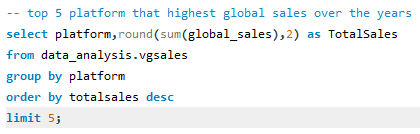 -- top 5 platform that highest global sales over the years
select platform,round(sum(global_sales),2) as TotalSales
from data_analysis.vgsales
group by platform
order by totalsales desc
limit 5;